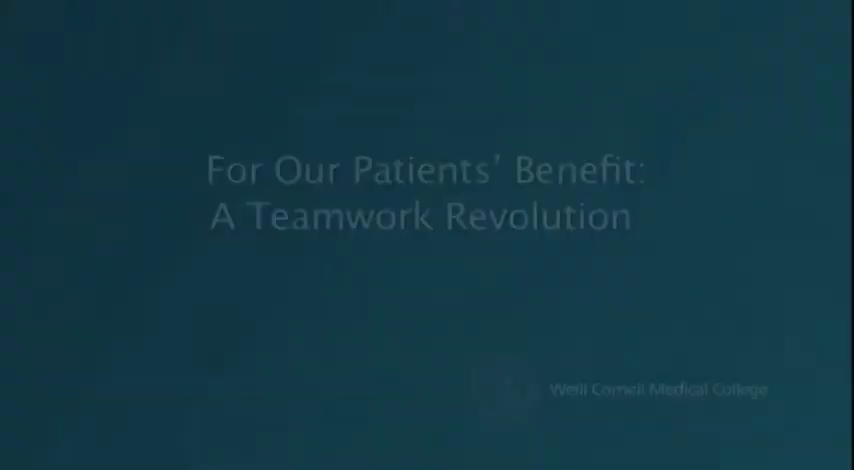 For Our Patients’ Benefit:
A Teamwork Revolution
Weill Cornell Medical College